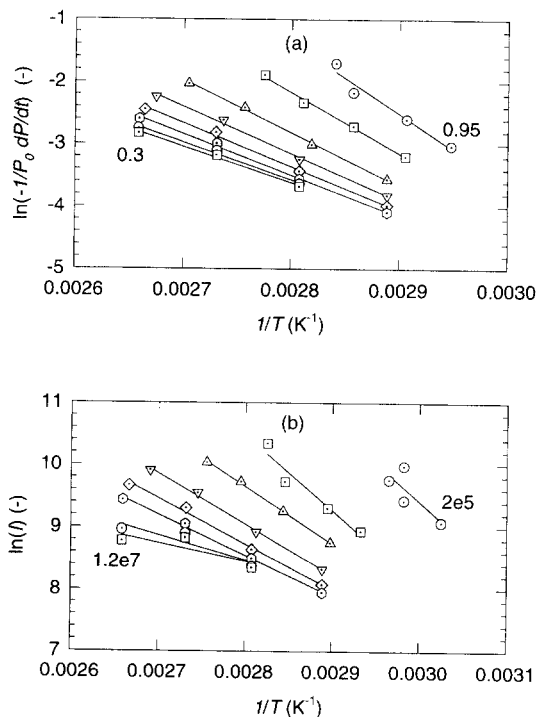 (a)
ln(-1/P₀ dP/dt) (-)
-1
-2
-3
-4
-5
0.95
0.3
0.0026 0.0027 0.0028 0.0029 0.0030
1/T (K⁻¹)
(b)
ln(I) (-)
11
10
9
8
7
2e5
1.2e7
0.0026 0.0027 0.0028 0.0029 0.0030 0.0031
1/T (K⁻¹)